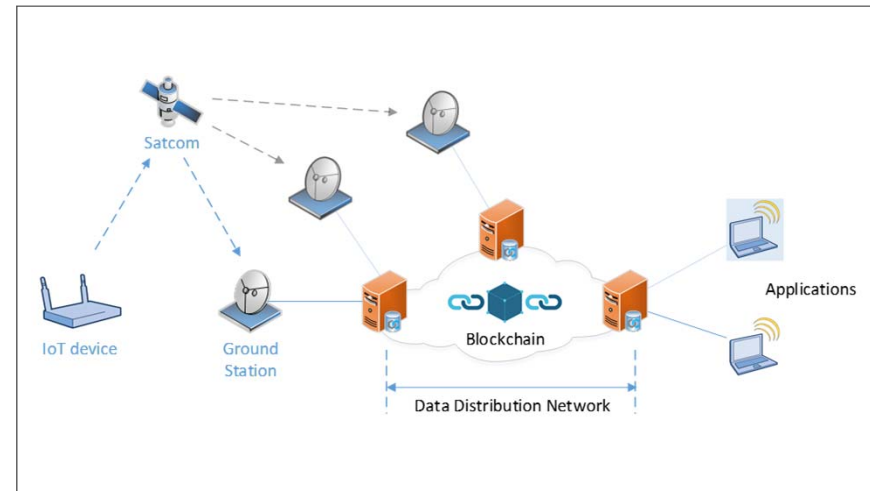 Satcom
IoT device
Ground
Station
Blockchain
Applications
Data Distribution Network